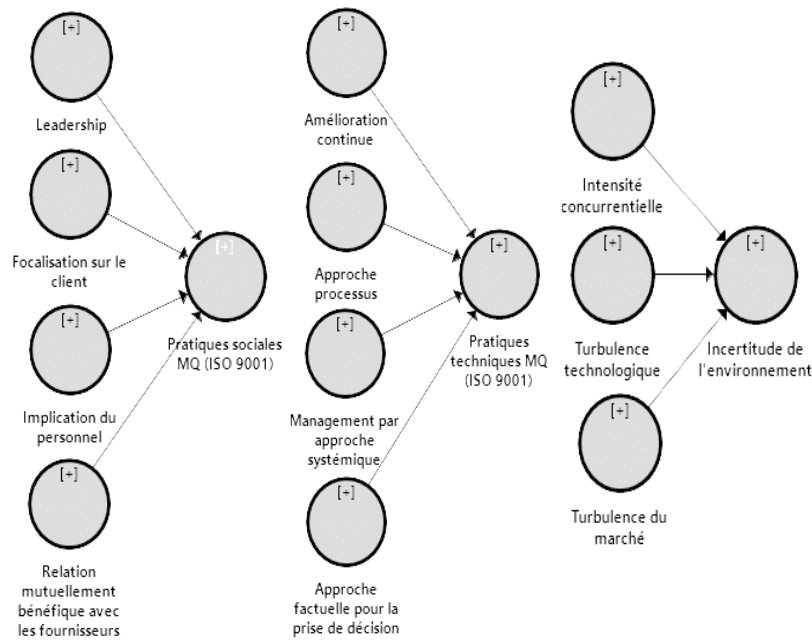 [+]
Leadership
[+]
Focalisation sur le
client
[+]
Implication du
personnel
[+]
Relation
mutuellement
bénéfique avec
les fournisseurs
[+]
Pratiques sociales
MQ (ISO 9001)
[+]
Amélioration
continue
[+]
Approche
processus
[+]
Management par
approche
systémique
[+]
Approche
factuelle pour la
prise de décision
[+]
Pratiques
techniques MQ
(ISO 9001)
[+]
Intensité
concurrentielle
[+]
Turbulence
technologique
[+]
Turbulence du
marché
[+]
Incertitude de
l'environnement